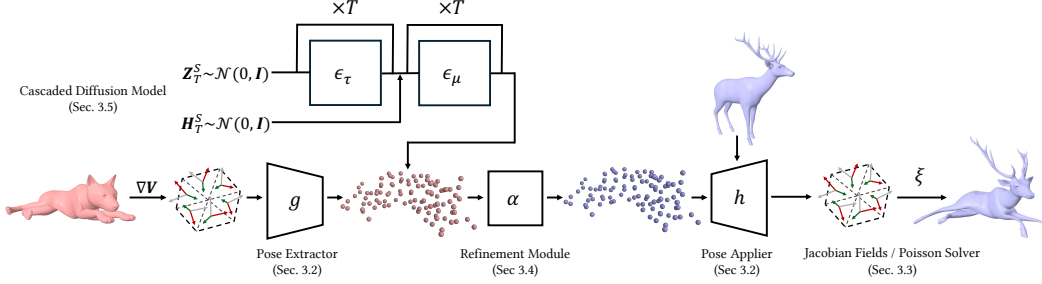 ×T
×T
Z_T^S~𝒩(0, I)
ϵ_τ
ϵ_μ
Cascaded Diffusion Model
(Sec. 3.5)
H_T^S~𝒩(0, I)
∇V
g
α
h
ξ
Pose Extractor
(Sec. 3.2)
Refinement Module
(Sec 3.4)
Pose Applier
(Sec. 3.2)
Jacobian Fields / Poisson Solver
(Sec. 3.3)